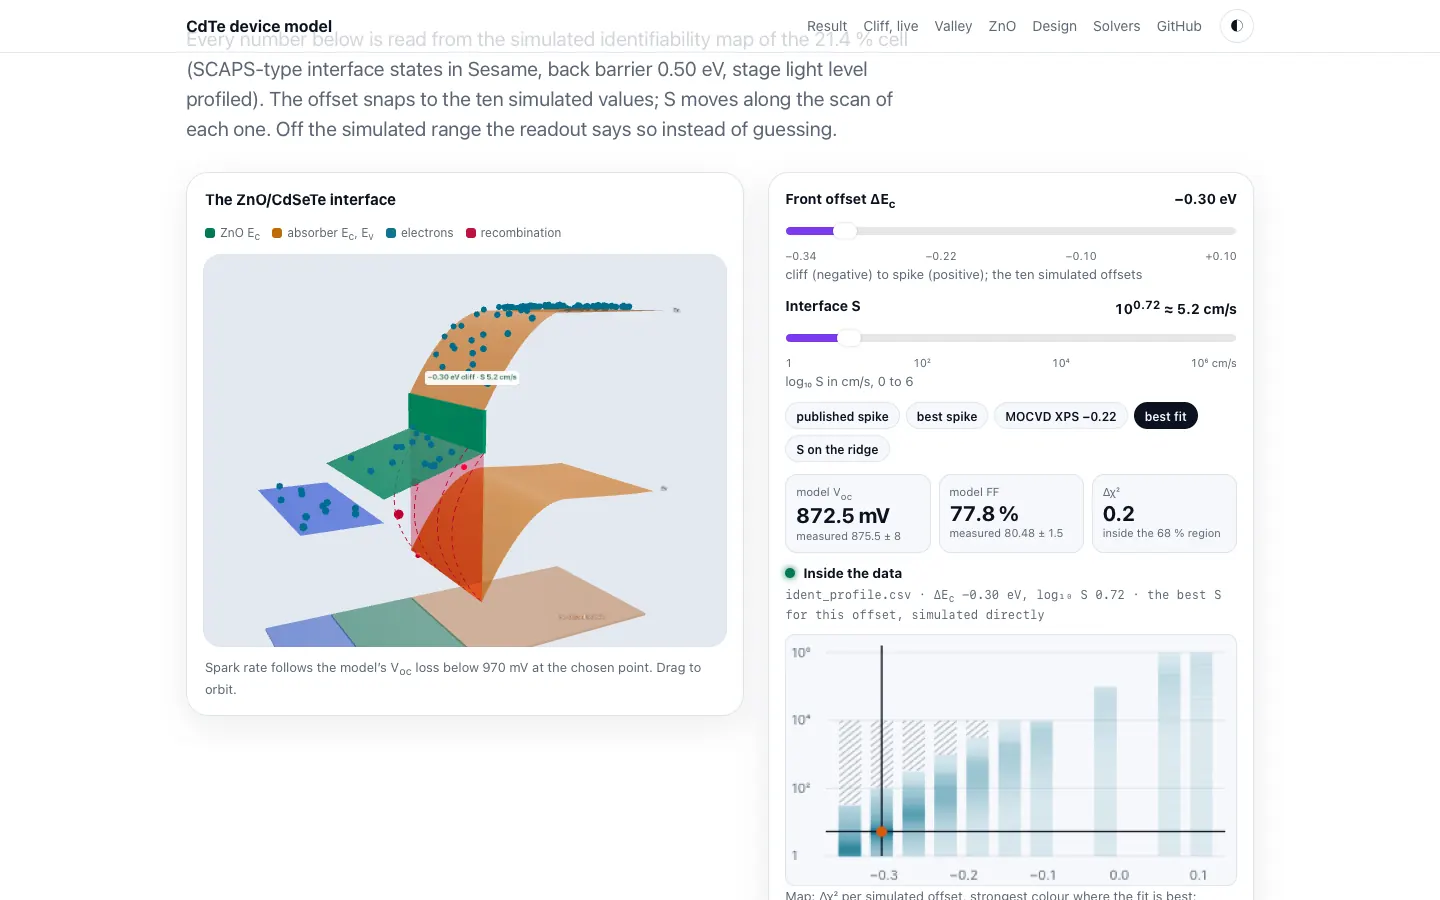 CdTe device model
Result Cliff, live Valley ZnO Design Solvers GitHub
Every number below is read from the simulated identifiability map of the 21.4 % cell
(SCAPS-type interface states in Sesame, back barrier 0.50 eV, stage light level
profiled). The offset snaps to the ten simulated values; S moves along the scan of
each one. Off the simulated range the readout says so instead of guessing.
The ZnO/CdSeTe interface
ZnO Ec absorber Ec, Ev electrons recombination
−0.30 eV cliff · S 5.2 cm/s
Spark rate follows the model's Voc loss below 970 mV at the chosen point. Drag to
orbit.
Front offset ΔEc −0.30 eV
−0.34 −0.22 −0.10 +0.10
cliff (negative) to spike (positive); the ten simulated offsets
Interface S 10^0.72 ≈ 5.2 cm/s
1 10² 10⁴ 10⁶ cm/s
log₁₀ S in cm/s, 0 to 6
published spike best spike MOCVD XPS −0.22 best fit
S on the ridge
model Voc model FF Δχ²
872.5 mV 77.8 % 0.2
measured 875.5 ± 8 measured 80.48 ± 1.5 inside the 68 % region
Inside the data
ident_profile.csv · ΔEc −0.30 eV, log₁₀ S 0.72 · the best S
for this offset, simulated directly
10⁶
10⁴
10²
1
−0.3 −0.2 −0.1 0.0 0.1
Map: Δχ² per simulated offset, strongest colour where the fit is best;